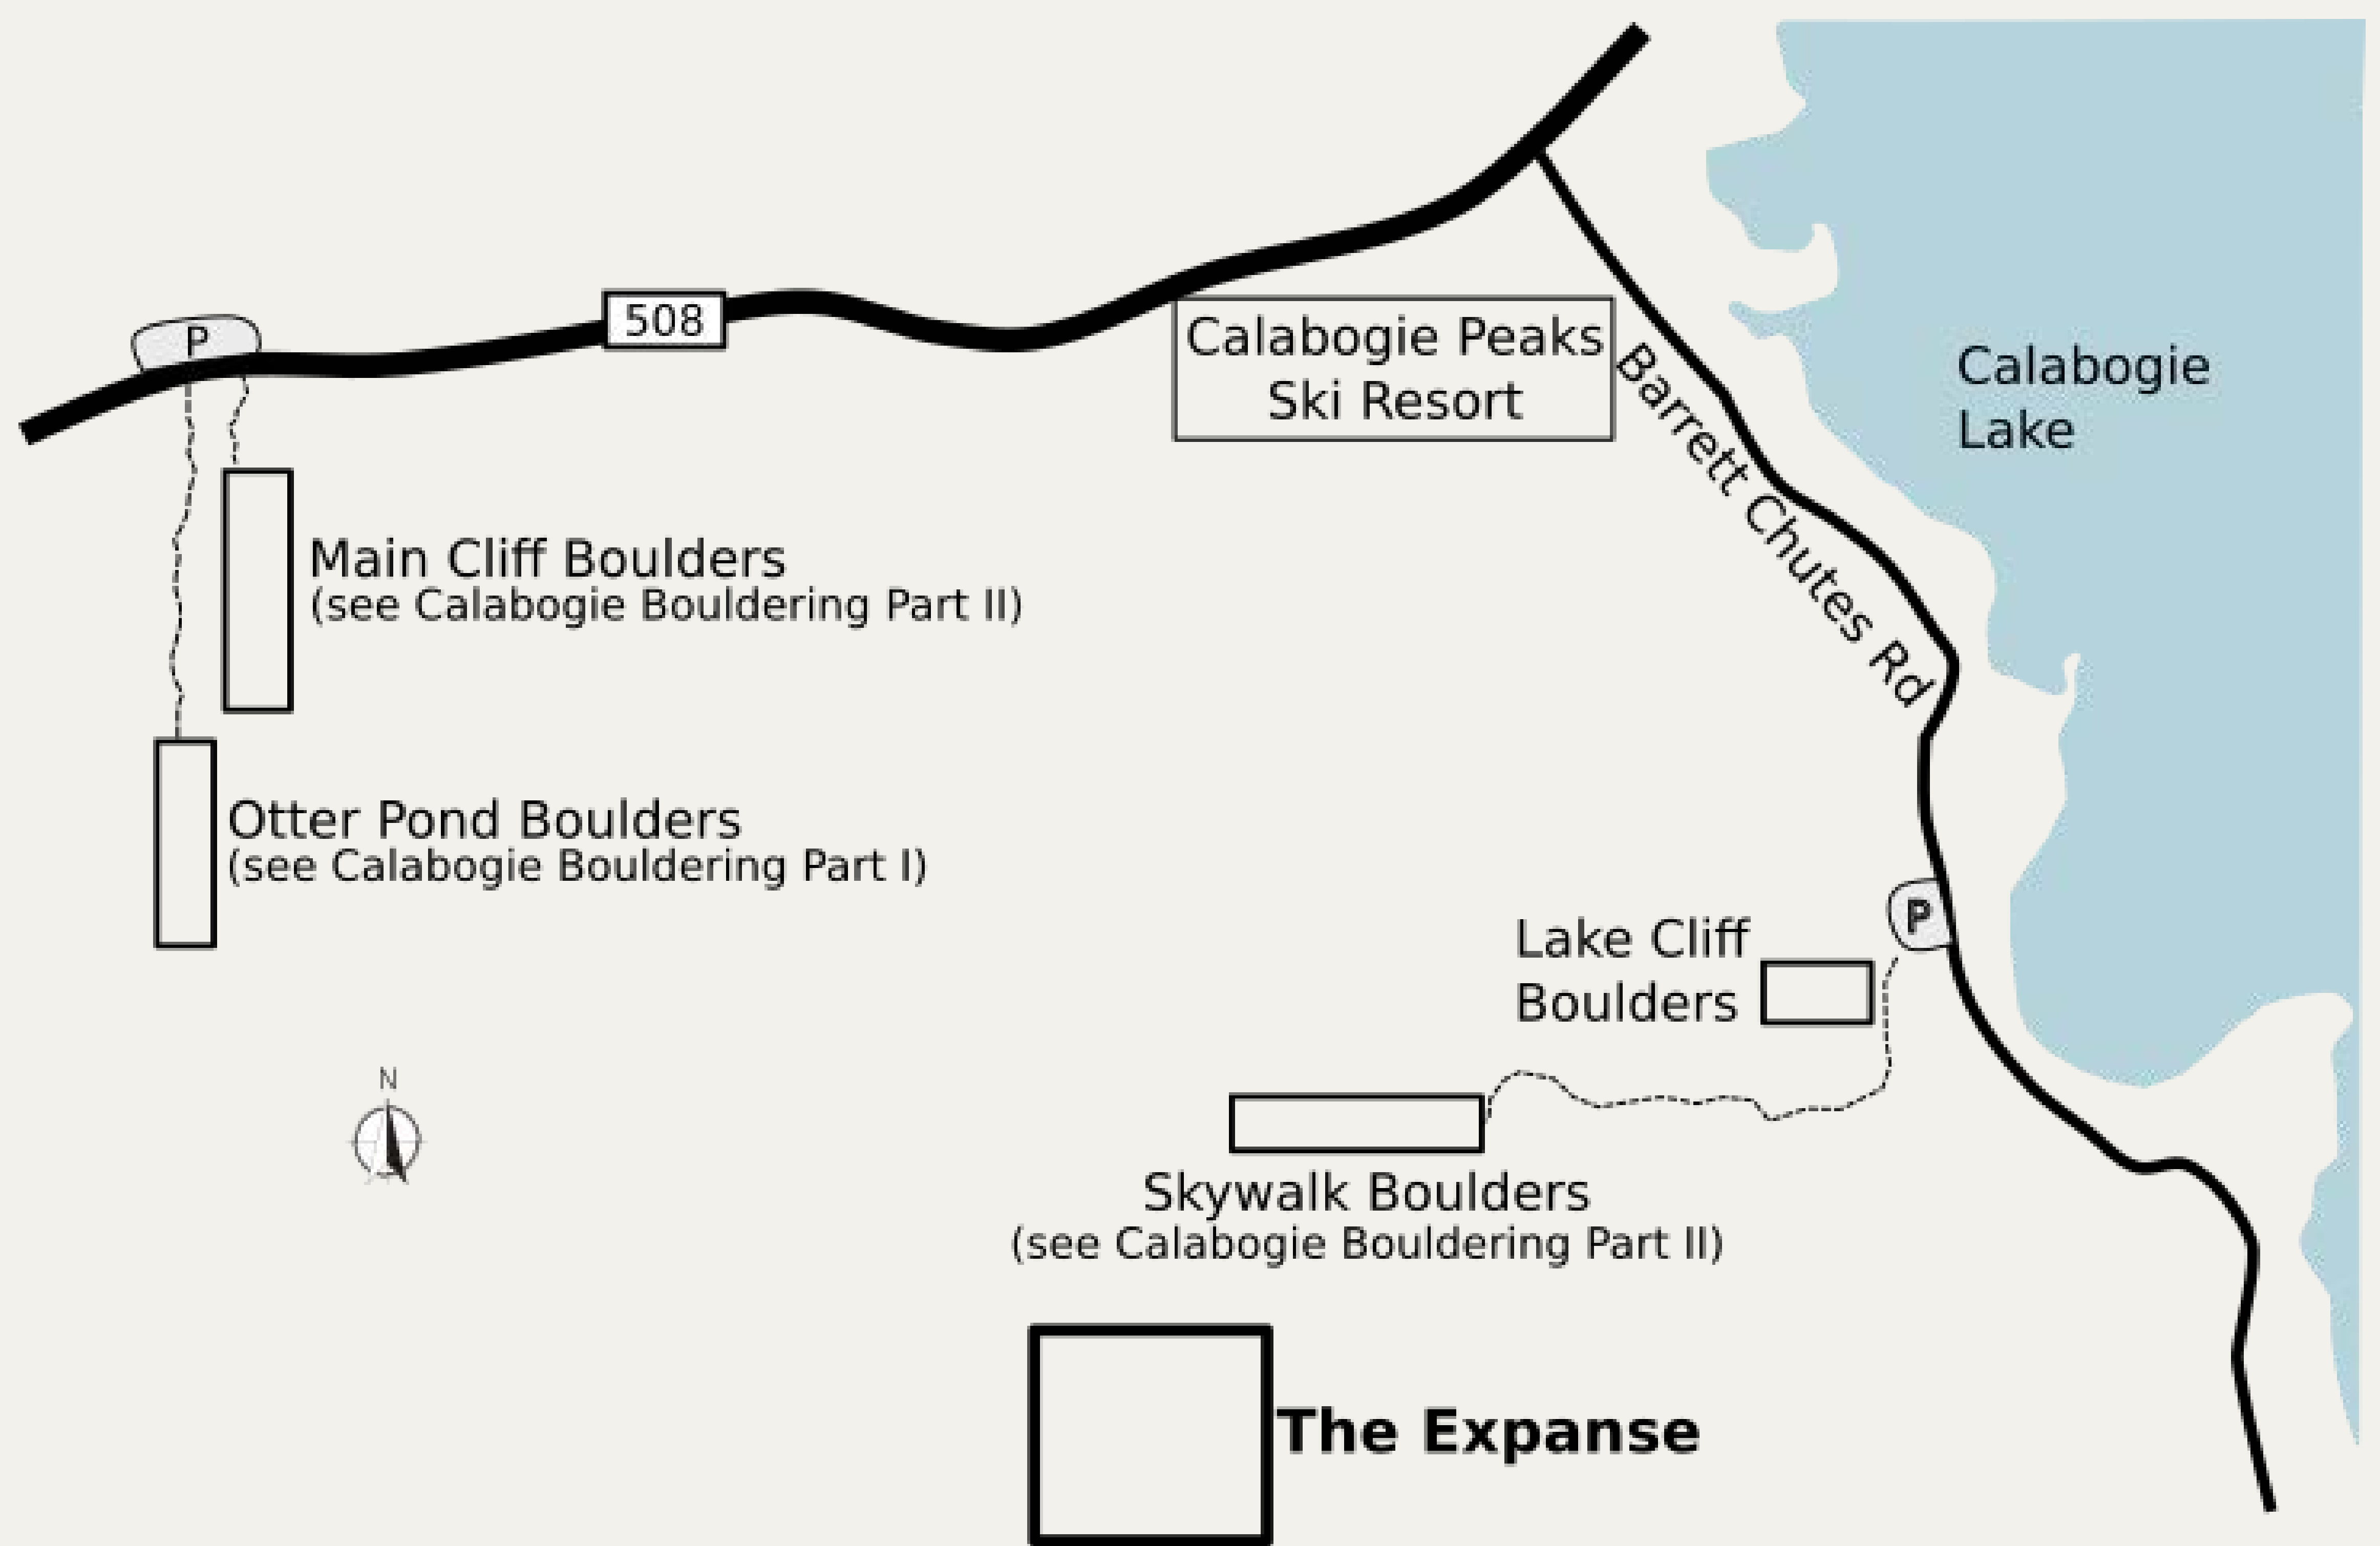 508
P
Calabogie Peaks
Ski Resort
Barrett Chutes Rd
Calabogie
Lake
Main Cliff Boulders
(see Calabogie Bouldering Part II)
Otter Pond Boulders
(see Calabogie Bouldering Part I)
P
Lake Cliff
Boulders
N
Skywalk Boulders
(see Calabogie Bouldering Part II)
The Expanse